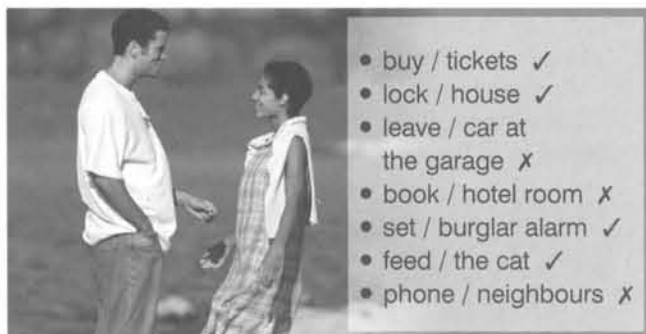 • buy / tickets ✓
• lock / house ✓
• leave / car at
the garage ✗
• book / hotel room ✗
• set / burglar alarm ✓
• feed / the cat ✓
• phone / neighbours ✗